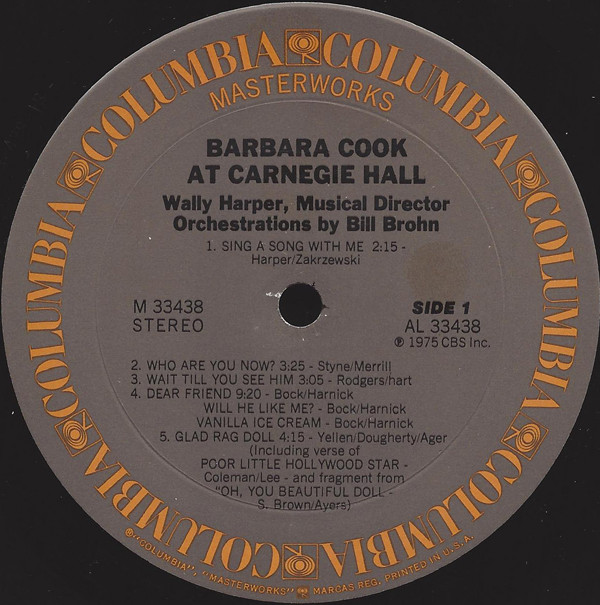 COLUMBIA COLUMBIA COLUMBIA COLUMBIA COLUMBIA COLUMBIA COLUMBIA COLUMBIA
MASTERWORKS
BARBARA COOK
AT CARNEGIE HALL
Wally Harper, Musical Director
Orchestrations by Bill Brohn
1. SING A SONG WITH ME 2:15 -
Harper/Zakrzewski
M 33438
STEREO
SIDE 1
AL 33438
℗ 1975 CBS Inc.
2. WHO ARE YOU NOW? 3:25 - Styne/Merrill
3. WAIT TILL YOU SEE HIM 3:05 - Rodgers/hart
4. DEAR FRIEND 9:20 - Bock/Harnick
WILL HE LIKE ME? - Bock/Harnick
VANILLA ICE CREAM - Bock/Harnick
5. GLAD RAG DOLL 4:15 - Yellen/Dougherty/Ager
(Including verse of
POOR LITTLE HOLLYWOOD STAR -
Coleman/Lee - and fragment from
"OH, YOU BEAUTIFUL DOLL -
S. Brown/Ayers)
® "COLUMBIA", "MASTERWORKS" MARCAS REG. PRINTED IN U.S.A.